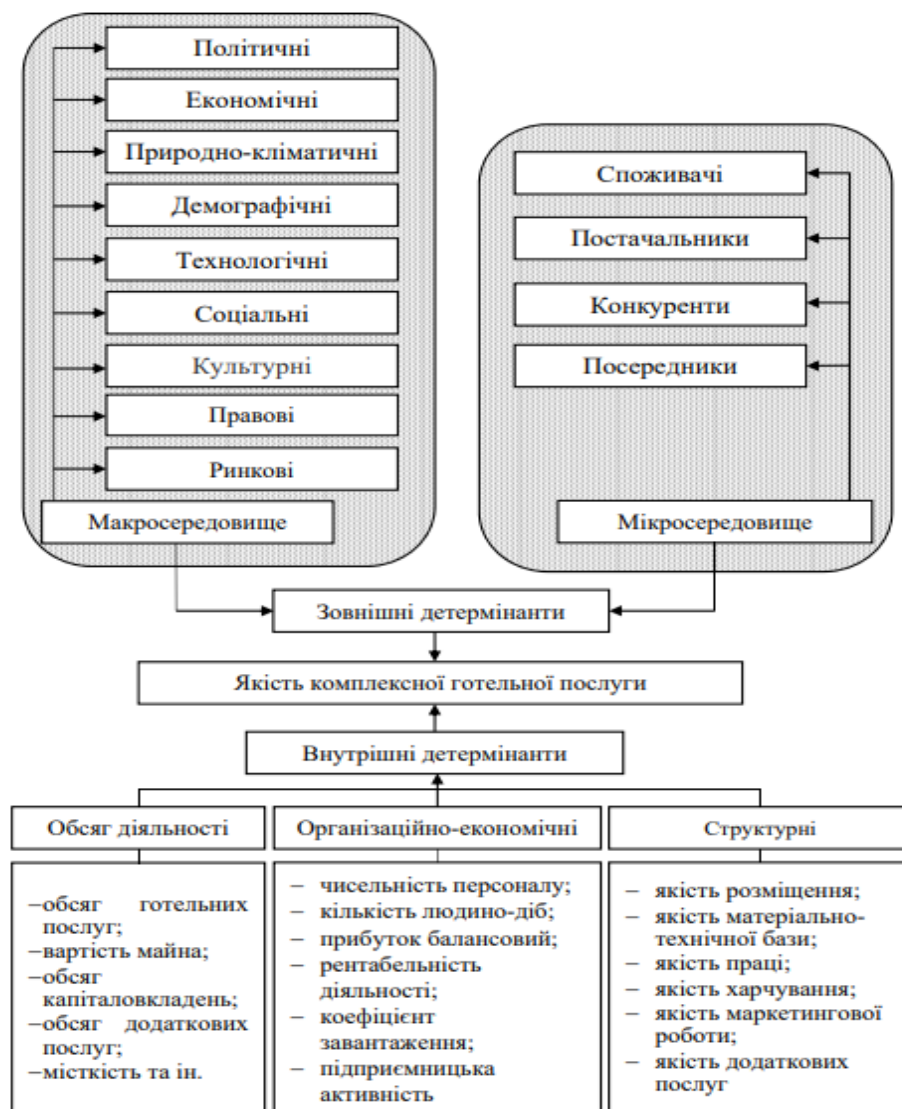 Політичні
Економічні
Природно-кліматичні
Демографічні
Технологічні
Соціальні
Культурні
Правові
Ринкові
Макросередовище
Споживачі
Постачальники
Конкуренти
Посередники
Мікросередовище
Зовнішні детермінанти
Якість комплексної готельної послуги
Внутрішні детермінанти
Обсяг діяльності
−обсяг готельних
послуг;
−вартість майна;
−обсяг
капіталовкладень;
−обсяг додаткових
послуг;
−місткість та ін.
Організаційно-економічні
− чисельність персоналу;
− кількість людино-діб;
− прибуток балансовий;
− рентабельність
діяльності;
− коефіцієнт
завантаження;
− підприємницька
активність
Структурні
− якість розміщення;
− якість матеріально-
технічної бази;
− якість праці;
− якість харчування;
− якість маркетингової
роботи;
− якість додаткових
послуг